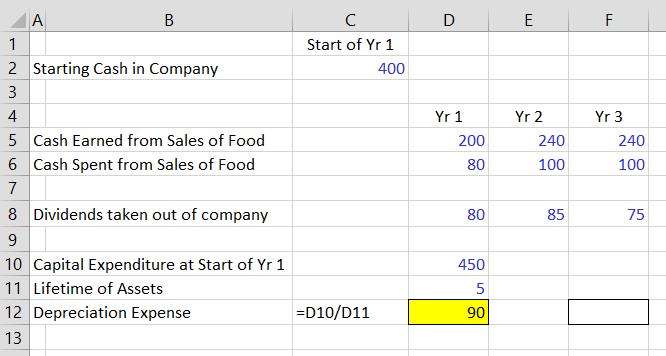 A B C D E F
1 Start of Yr 1
2 Starting Cash in Company 400
3
4 Yr 1 Yr 2 Yr 3
5 Cash Earned from Sales of Food 200 240 240
6 Cash Spent from Sales of Food 80 100 100
7
8 Dividends taken out of company 80 85 75
9
10 Capital Expenditure at Start of Yr 1 450
11 Lifetime of Assets 5
12 Depreciation Expense =D10/D11 90
13